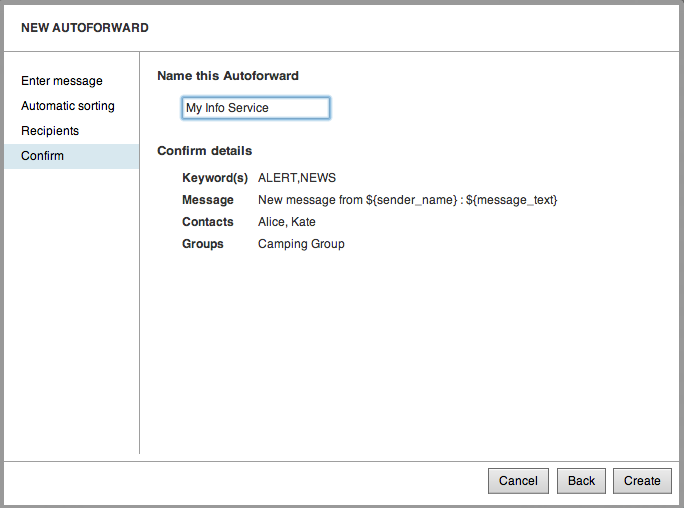 NEW AUTOFORWARD
Enter message
Automatic sorting
Recipients
Confirm
Name this Autoforward
My Info Service
Confirm details
Keyword(s) ALERT,NEWS
Message New message from ${sender_name} : ${message_text}
Contacts Alice, Kate
Groups Camping Group
Cancel Back Create